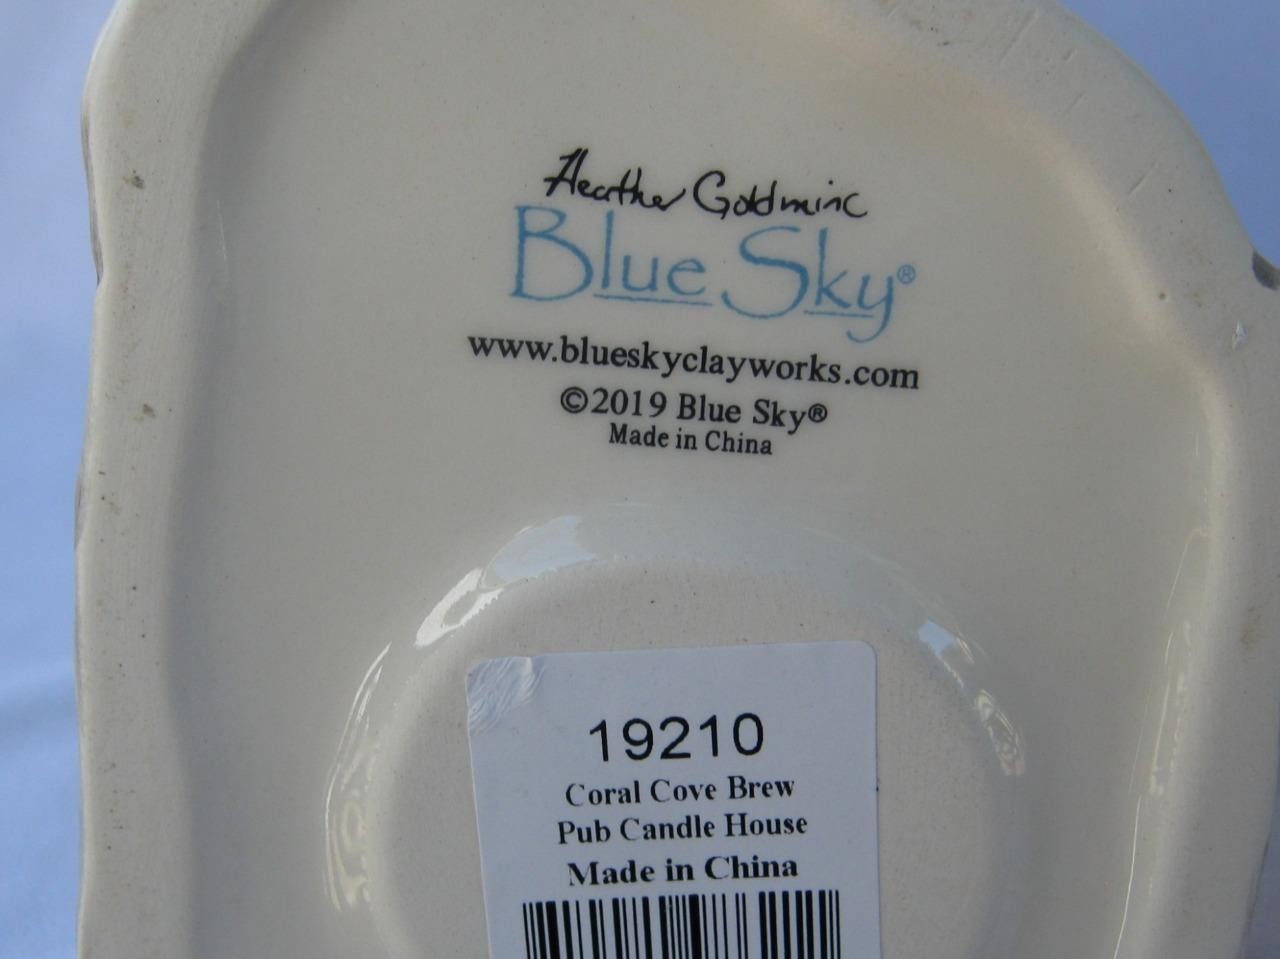 Heather Goldminc
Blue Sky®
www.blueskyclayworks.com
©2019 Blue Sky®
Made in China
19210
Coral Cove Brew
Pub Candle House
Made in China